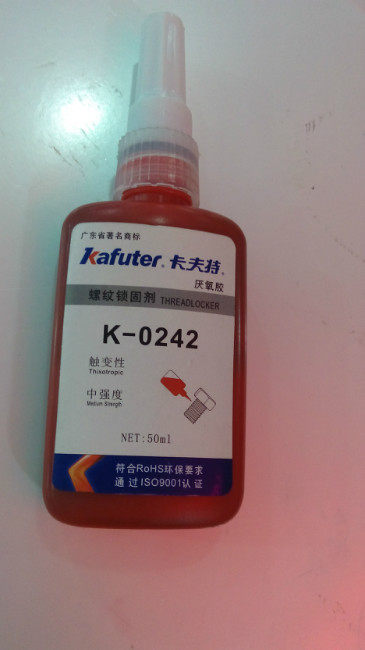 广东省著名商标
Kafuter® 卡夫特®
厌氧胶
螺纹锁固剂 THREADLOCKER
K-0242
触变性
Thixotropic
中强度
NET:50ml
符合RoHS环保要求
通过ISO9001认证